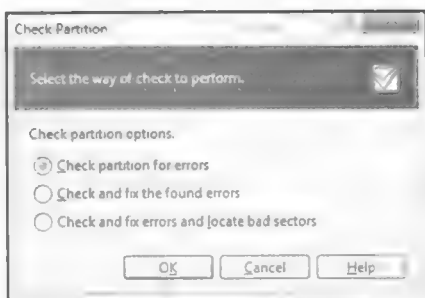 Check Partition
Select the way of check to perform.
Check partition options.
Check partition for errors
Check and fix the found errors
Check and fix errors and locate bad sectors
OK Cancel Help